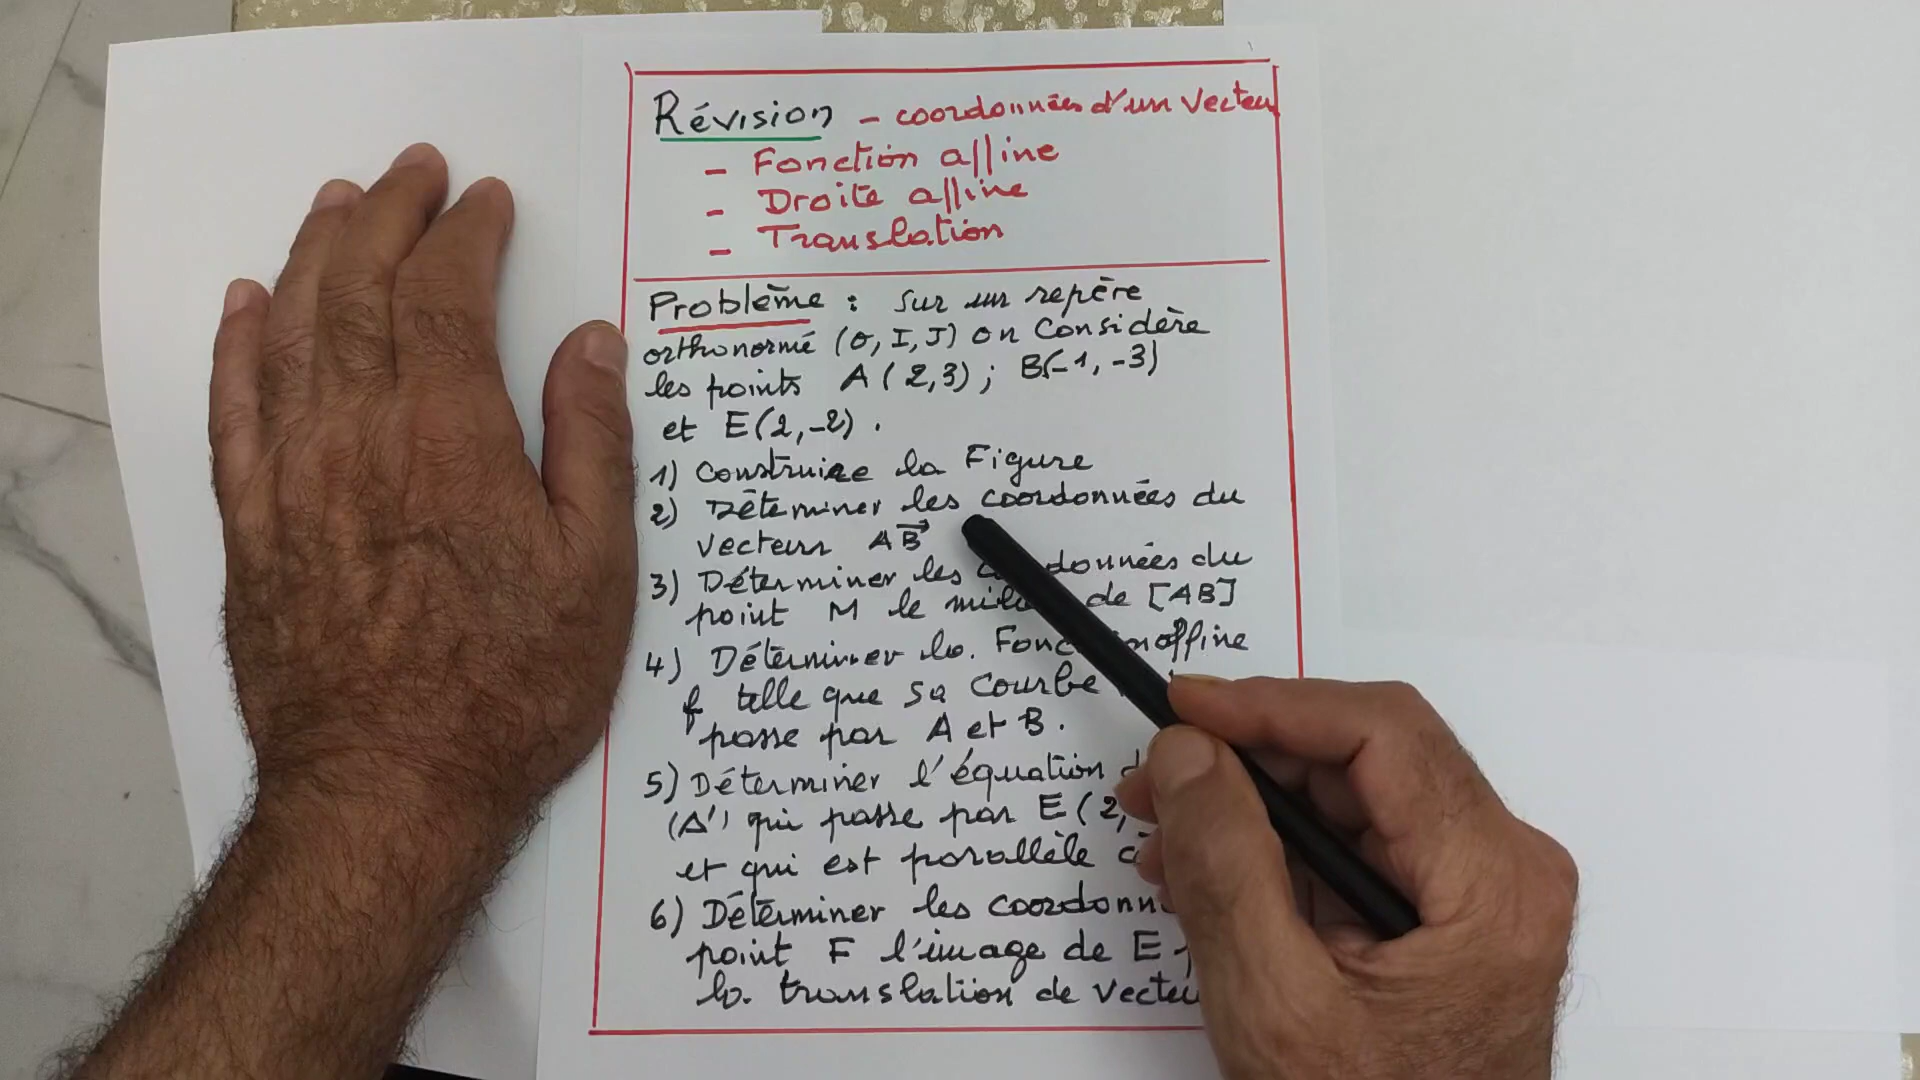 Révision - coordonnées d'un Vecteu
- Fonction affine
- Droite affine
- Translation
Problème : sur un repère
orthonormé (O, I, J) on Considère
les points A ( 2,3) ; B(-1, -3)
et E(2,-2) .
1) Construire la Figure
2) Déterminer les coordonnées du
vecteur AB
3) Déterminer les données du
point M le de [AB]
4) Déterminer la. affine
f telle que sa Courbe
passe par A et B.
5) Déterminer l'équation
(Δ') qui passe par E ( 2,
et qui est parallèle
6) Déterminer les
point F l'image de E
la translation de